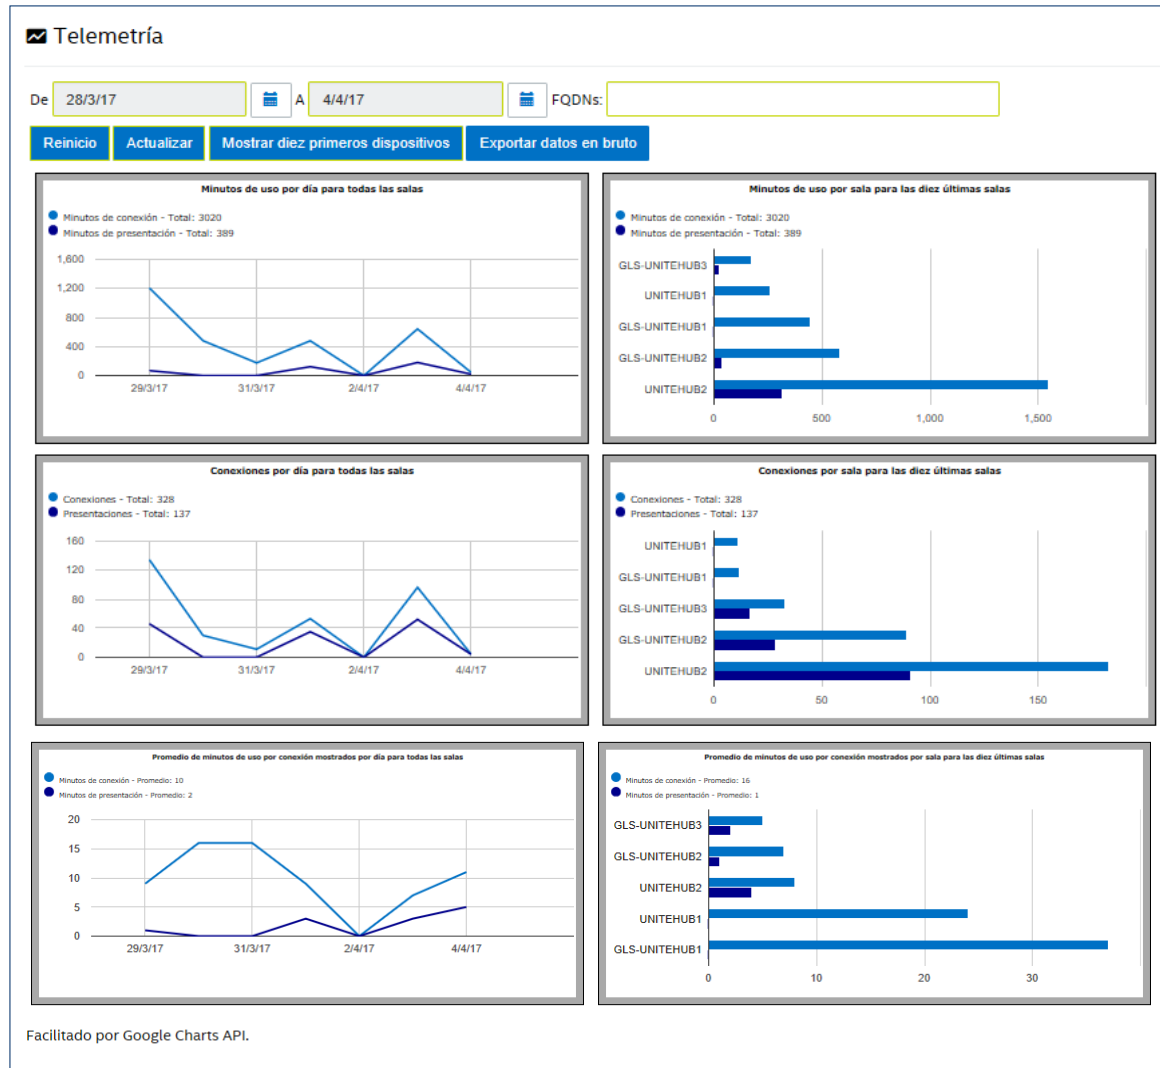 Telemetría
De 28/3/17 A 4/4/17 FQDNs:
Reinicio Actualizar Mostrar diez primeros dispositivos Exportar datos en bruto
Minutos de uso por día para todas las salas
Minutos de conexión - Total: 3020
Minutos de presentación - Total: 389
1,600
1,200
800
400
0
29/3/17 31/3/17 2/4/17 4/4/17
Minutos de uso por sala para las diez últimas salas
Minutos de conexión - Total: 3020
Minutos de presentación - Total: 389
GLS-UNITEHUB3
UNITEHUB1
GLS-UNITEHUB1
GLS-UNITEHUB2
UNITEHUB2
0 500 1,000 1,500
Conexiones por día para todas las salas
Conexiones - Total: 328
Presentaciones - Total: 137
160
120
80
40
0
29/3/17 31/3/17 2/4/17 4/4/17
Conexiones por sala para las diez últimas salas
Conexiones - Total: 328
Presentaciones - Total: 137
UNITEHUB1
GLS-UNITEHUB1
GLS-UNITEHUB3
GLS-UNITEHUB2
UNITEHUB2
0 50 100 150
Promedio de minutos de uso por conexión mostrados por día para todas las salas
Minutos de conexión - Promedio: 10
Minutos de presentación - Promedio: 2
20
15
10
5
0
29/3/17 31/3/17 2/4/17 4/4/17
Promedio de minutos de uso por conexión mostrados por sala para las diez últimas salas
Minutos de conexión - Promedio: 16
Minutos de presentación - Promedio: 1
GLS-UNITEHUB3
GLS-UNITEHUB2
UNITEHUB2
UNITEHUB1
GLS-UNITEHUB1
0 10 20 30
Facilitado por Google Charts API.